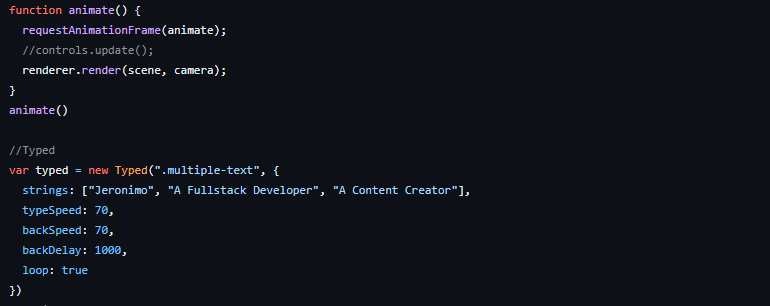 function animate() {
  requestAnimationFrame(animate);
  //controls.update();
  renderer.render(scene, camera);
}
animate()

//Typed
var typed = new Typed(".multiple-text", {
  strings: ["Jeronimo", "A Fullstack Developer", "A Content Creator"],
  typeSpeed: 70,
  backSpeed: 70,
  backDelay: 1000,
  loop: true
})